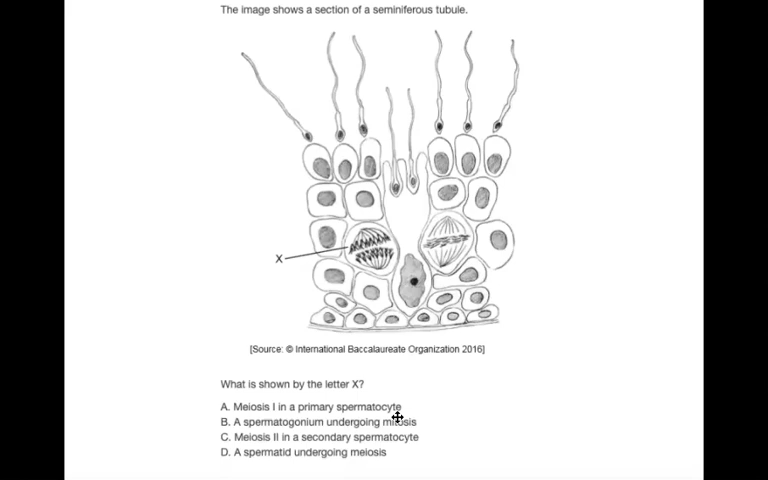 The image shows a section of a seminiferous tubule.
X
[Source: © International Baccalaureate Organization 2016]
What is shown by the letter X?
A. Meiosis I in a primary spermatocyte
B. A spermatogonium undergoing mitosis
C. Meiosis II in a secondary spermatocyte
D. A spermatid undergoing meiosis